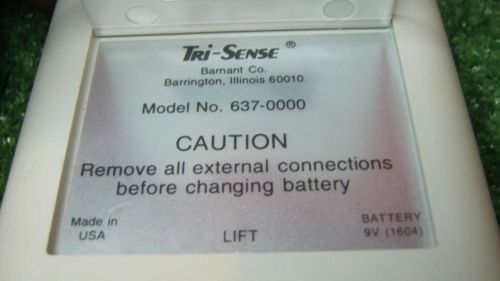 TRI-SENSE ®
Barnant Co.
Barrington, Illinois 60010
Model No. 637-0000
CAUTION
Remove all external connections
before changing battery
Made in
USA
LIFT
BATTERY
9V (1604)